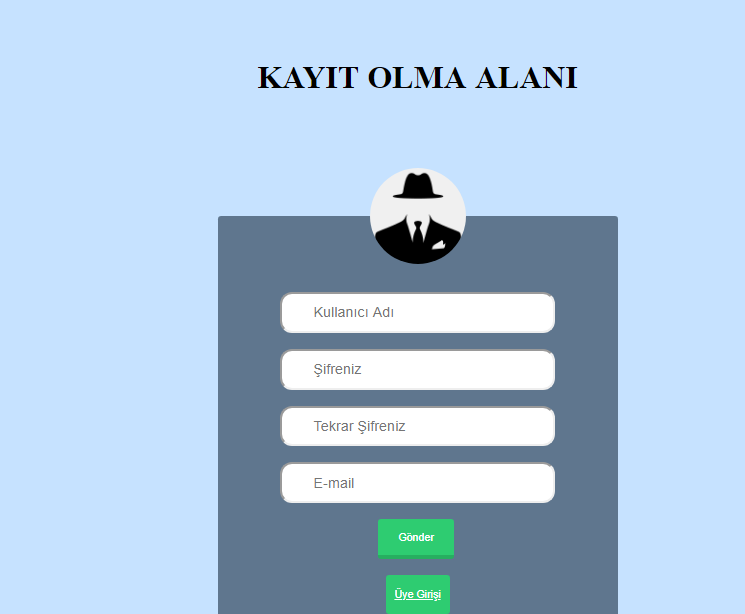 KAYIT OLMA ALANI
Kullanıcı Adı
Şifreniz
Tekrar Şifreniz
E-mail
Gönder
Üye Girişi